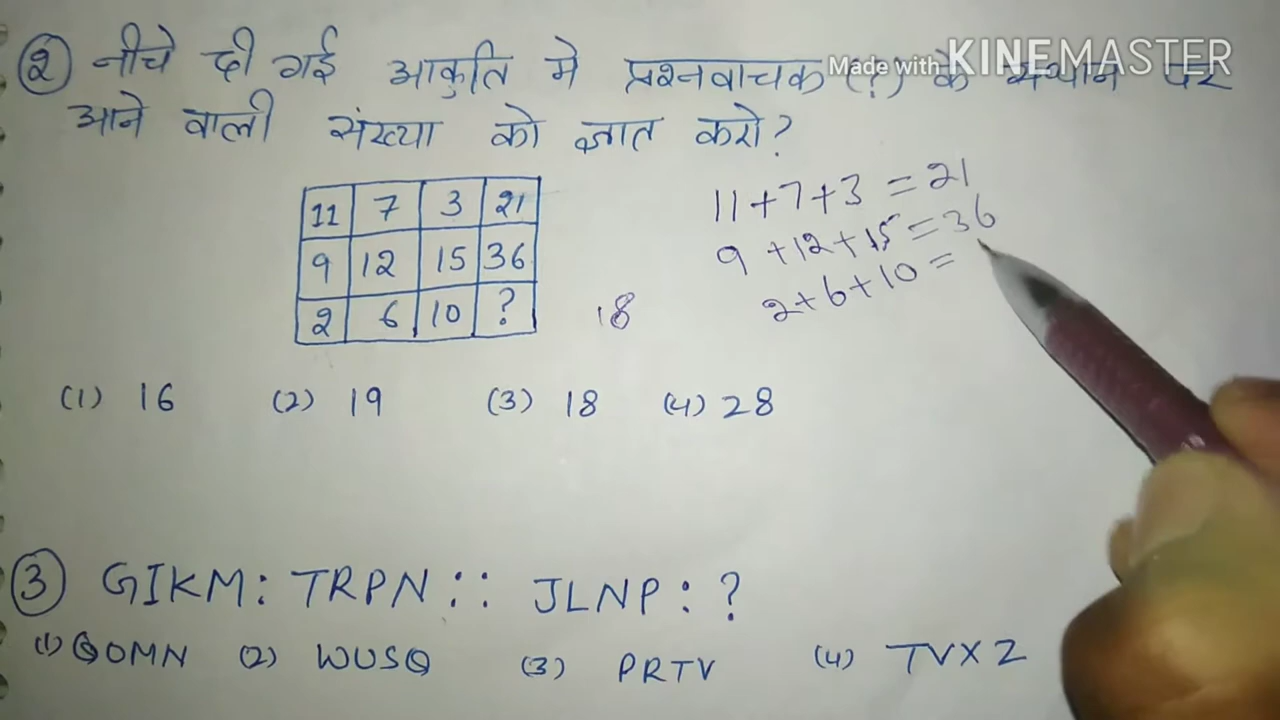 ② नीचे दी गई आकृति मे प्रश्नवाचक (?) के स्थान पर
Made with KINEMASTER
आने वाली संख्या को ज्ञात करो?
11 7 3 21
9 12 15 36
2 6 10 ?
11+7+3 = 21
9 +12+15 = 36
2+6+10 =
18
(1) 16 (2) 19 (3) 18 (4) 28
③ GIKM : TRPN : : JLNP : ?
(1) QOMN (2) WUSQ (3) PRTV (4) TVXZ